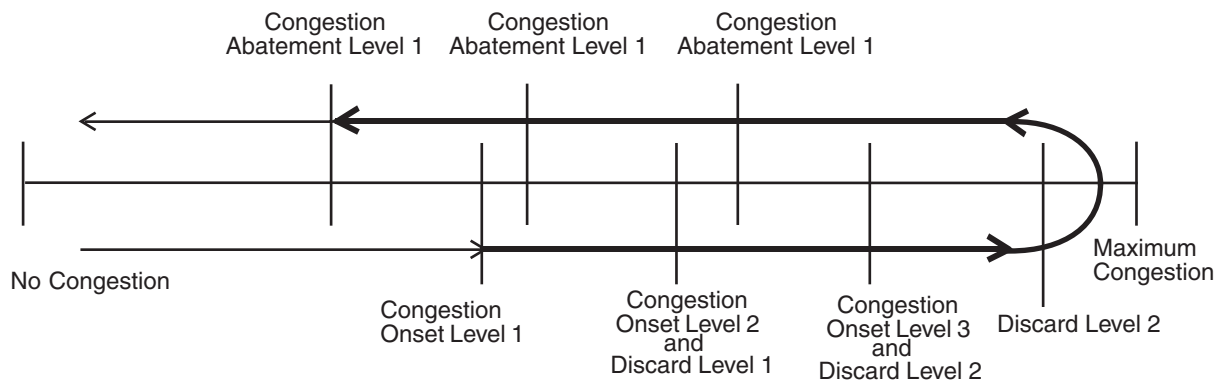 Congestion
Abatement Level 1
Congestion
Abatement Level 1
Congestion
Abatement Level 1
No Congestion
Maximum
Congestion
Congestion
Onset Level 1
Congestion
Onset Level 2
and
Discard Level 1
Congestion
Onset Level 3
and
Discard Level 2
Discard Level 2